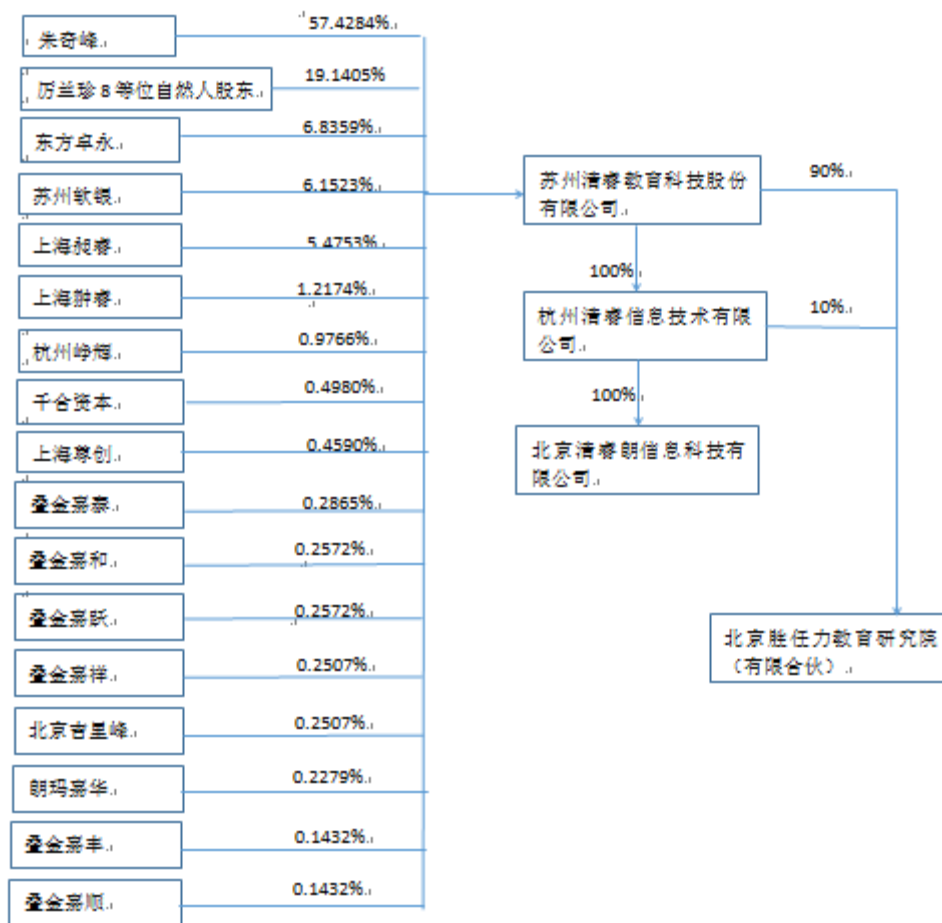 朱奇峰
57.4284%
厉兰珍8等位自然人股东
19.1405%
东方卓永
6.8359%
苏州软银
6.1523%
上海昶睿
5.4753%
上海翀睿
1.2174%
杭州峥辉
0.9766%
千合资本
0.4980%
上海尊创
0.4590%
叠金嘉泰
0.2865%
叠金嘉和
0.2572%
叠金嘉跃
0.2572%
叠金嘉祥
0.2507%
北京吉里峰
0.2507%
朗玛嘉华
0.2279%
叠金嘉丰
0.1432%
叠金嘉顺
0.1432%
苏州清睿教育科技股份
有限公司
90%
100%
杭州清睿信息技术有限
公司
10%
100%
北京清睿朗信息科技有
限公司
北京胜任力教育研究院
（有限合伙）